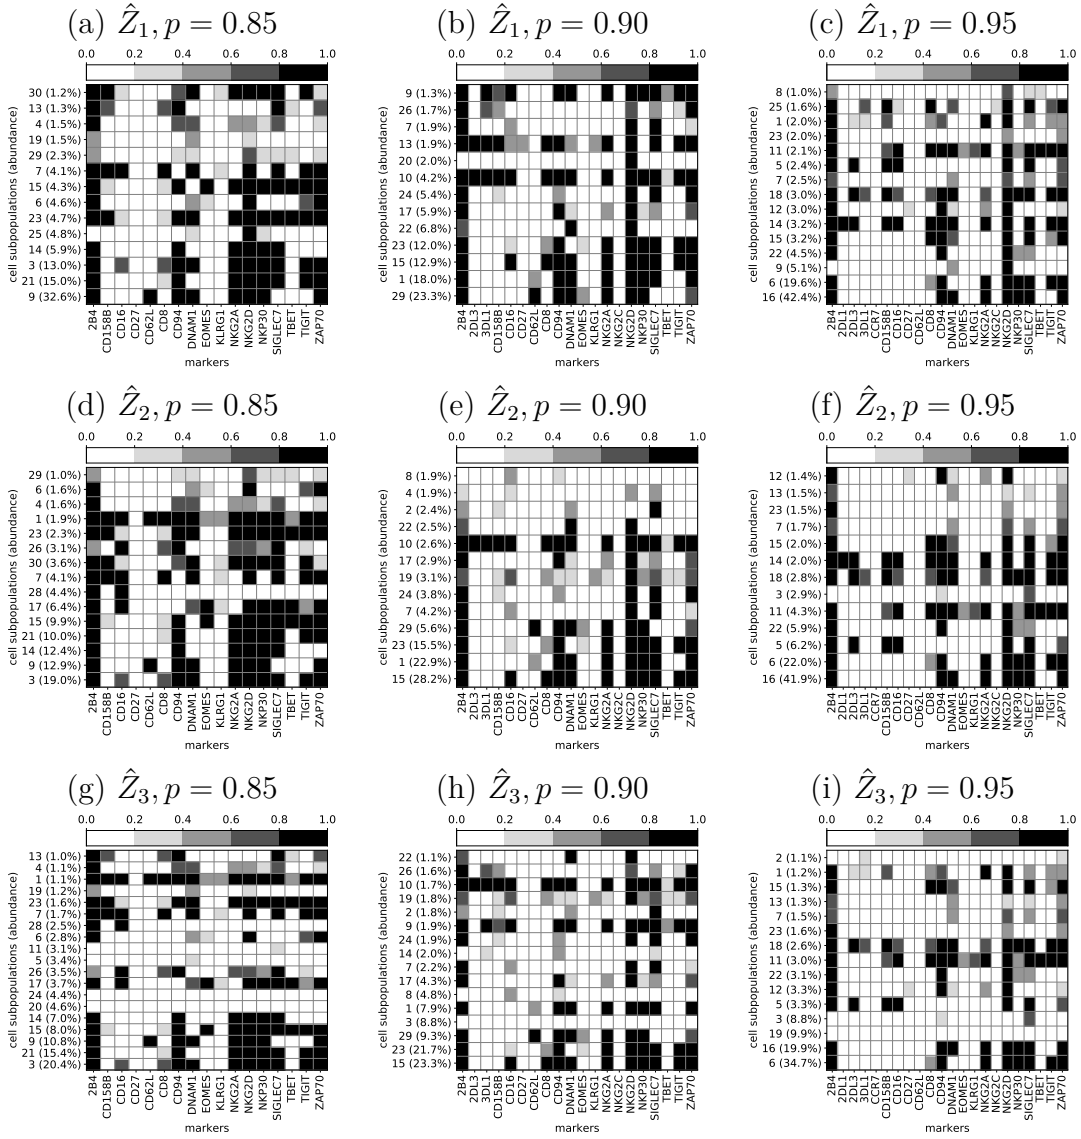 (a) Ẑ₁, p = 0.85
0.0 0.2 0.4 0.6 0.8 1.0
cell subpopulations (abundance)
30 (1.2%)
13 (1.3%)
4 (1.5%)
19 (1.5%)
29 (2.3%)
7 (4.1%)
15 (4.3%)
6 (4.6%)
23 (4.7%)
25 (4.8%)
14 (5.9%)
3 (13.0%)
21 (15.0%)
9 (32.6%)
2B4 CD158B CD16 CD27 CD62L CD8 CD94 DNAM1 EOMES KLRG1 NKG2A NKG2D NKP30 SIGLEC7 TBET TIGIT ZAP70
markers
(b) Ẑ₁, p = 0.90
0.0 0.2 0.4 0.6 0.8 1.0
cell subpopulations (abundance)
9 (1.3%)
26 (1.7%)
7 (1.9%)
13 (1.9%)
20 (2.0%)
10 (4.2%)
24 (5.4%)
17 (5.9%)
22 (6.8%)
23 (12.0%)
15 (12.9%)
1 (18.0%)
29 (23.3%)
2B4 2DL3 3DL1 CD158B CD16 CD27 CD62L CD8 CD94 DNAM1 EOMES KLRG1 NKG2A NKG2C NKG2D NKP30 SIGLEC7 TBET TIGIT ZAP70
markers
(c) Ẑ₁, p = 0.95
0.0 0.2 0.4 0.6 0.8 1.0
cell subpopulations (abundance)
8 (1.0%)
25 (1.6%)
1 (2.0%)
23 (2.0%)
11 (2.1%)
5 (2.4%)
7 (2.5%)
18 (3.0%)
12 (3.0%)
14 (3.2%)
15 (3.2%)
22 (4.5%)
9 (5.1%)
6 (19.6%)
16 (42.4%)
2B4 2DL1 2DL3 3DL1 CCR7 CD158B CD16 CD27 CD62L CD8 CD94 DNAM1 EOMES KLRG1 NKG2A NKG2C NKG2D NKP30 SIGLEC7 TBET TIGIT ZAP70
markers
(d) Ẑ₂, p = 0.85
0.0 0.2 0.4 0.6 0.8 1.0
cell subpopulations (abundance)
29 (1.0%)
6 (1.6%)
4 (1.6%)
1 (1.9%)
23 (2.3%)
26 (3.1%)
30 (3.6%)
7 (4.1%)
28 (4.4%)
17 (6.4%)
15 (9.9%)
21 (10.0%)
14 (12.4%)
9 (12.9%)
3 (19.0%)
2B4 CD158B CD16 CD27 CD62L CD8 CD94 DNAM1 EOMES KLRG1 NKG2A NKG2D NKP30 SIGLEC7 TBET TIGIT ZAP70
markers
(e) Ẑ₂, p = 0.90
0.0 0.2 0.4 0.6 0.8 1.0
cell subpopulations (abundance)
8 (1.9%)
4 (1.9%)
2 (2.4%)
22 (2.5%)
10 (2.6%)
17 (2.9%)
19 (3.1%)
24 (3.8%)
7 (4.2%)
29 (5.6%)
23 (15.5%)
1 (22.9%)
15 (28.2%)
2B4 2DL3 3DL1 CD158B CD16 CD27 CD62L CD8 CD94 DNAM1 EOMES KLRG1 NKG2A NKG2C NKG2D NKP30 SIGLEC7 TBET TIGIT ZAP70
markers
(f) Ẑ₂, p = 0.95
0.0 0.2 0.4 0.6 0.8 1.0
cell subpopulations (abundance)
12 (1.4%)
13 (1.5%)
23 (1.5%)
7 (1.7%)
15 (2.0%)
14 (2.0%)
18 (2.8%)
3 (2.9%)
11 (4.3%)
22 (5.9%)
5 (6.2%)
6 (22.0%)
16 (41.9%)
2B4 2DL1 2DL3 3DL1 CCR7 CD158B CD16 CD27 CD62L CD8 CD94 DNAM1 EOMES KLRG1 NKG2A NKG2C NKG2D NKP30 SIGLEC7 TBET TIGIT ZAP70
markers
(g) Ẑ₃, p = 0.85
0.0 0.2 0.4 0.6 0.8 1.0
cell subpopulations (abundance)
13 (1.0%)
4 (1.1%)
1 (1.1%)
19 (1.2%)
23 (1.6%)
7 (1.7%)
28 (2.5%)
6 (2.8%)
11 (3.1%)
5 (3.4%)
26 (3.5%)
17 (3.7%)
24 (4.4%)
20 (4.6%)
14 (7.0%)
15 (8.0%)
9 (10.8%)
21 (15.4%)
3 (20.4%)
2B4 CD158B CD16 CD27 CD62L CD8 CD94 DNAM1 EOMES KLRG1 NKG2A NKG2D NKP30 SIGLEC7 TBET TIGIT ZAP70
markers
(h) Ẑ₃, p = 0.90
0.0 0.2 0.4 0.6 0.8 1.0
cell subpopulations (abundance)
22 (1.1%)
26 (1.6%)
10 (1.7%)
19 (1.8%)
2 (1.8%)
9 (1.9%)
24 (1.9%)
14 (2.0%)
7 (2.2%)
17 (4.3%)
8 (4.8%)
1 (7.9%)
3 (8.8%)
29 (9.3%)
23 (21.7%)
15 (23.3%)
2B4 2DL3 3DL1 CD158B CD16 CD27 CD62L CD8 CD94 DNAM1 EOMES KLRG1 NKG2A NKG2C NKG2D NKP30 SIGLEC7 TBET TIGIT ZAP70
markers
(i) Ẑ₃, p = 0.95
0.0 0.2 0.4 0.6 0.8 1.0
cell subpopulations (abundance)
2 (1.1%)
1 (1.2%)
15 (1.3%)
13 (1.3%)
7 (1.5%)
23 (1.6%)
18 (2.6%)
11 (3.0%)
22 (3.1%)
12 (3.3%)
5 (3.3%)
3 (8.8%)
19 (9.9%)
16 (19.9%)
6 (34.7%)
2B4 2DL1 2DL3 3DL1 CCR7 CD158B CD16 CD27 CD62L CD8 CD94 DNAM1 EOMES KLRG1 NKG2A NKG2C NKG2D NKP30 SIGLEC7 TBET TIGIT ZAP70
markers